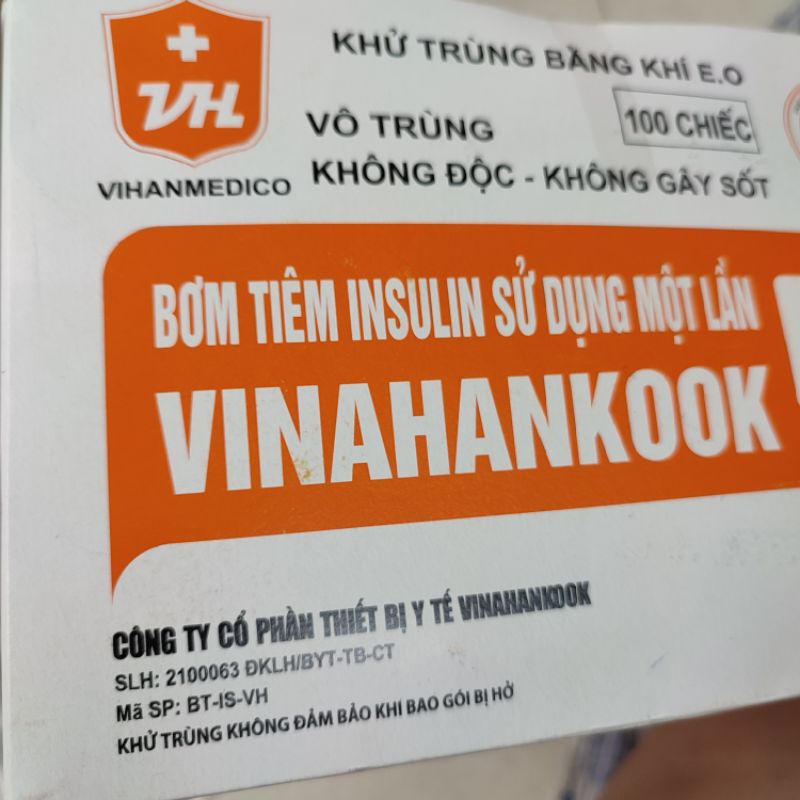 VH
VIHANMEDICO
KHỬ TRÙNG BẰNG KHÍ E.O
VÔ TRÙNG
100 CHIẾC
KHÔNG ĐỘC - KHÔNG GÂY SỐT
BƠM TIÊM INSULIN SỬ DỤNG MỘT LẦN
VINAHANKOOK
CÔNG TY CỔ PHẦN THIẾT BỊ Y TẾ VINAHANKOOK
SLH: 2100063 ĐKLH/BYT-TB-CT
Mã SP: BT-IS-VH
KHỬ TRÙNG KHÔNG ĐẢM BẢO KHI BAO GÓI BỊ HỞ